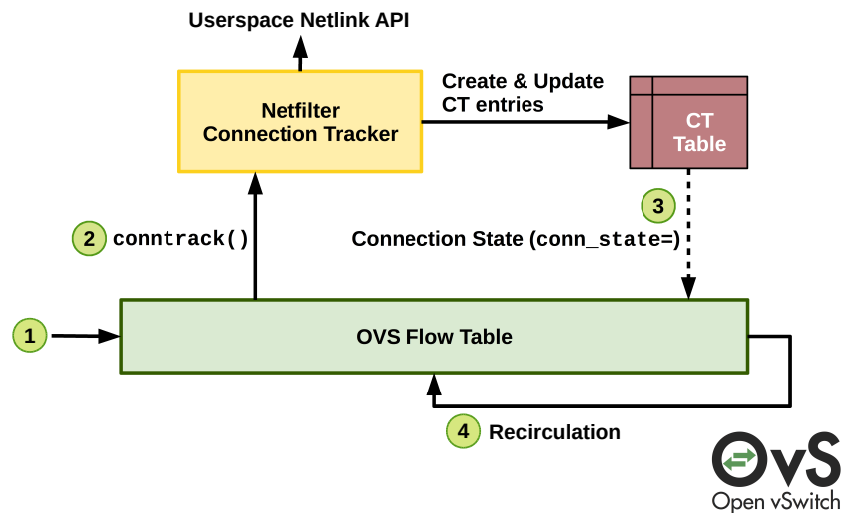 Userspace Netlink API
Netfilter
Connection Tracker
Create & Update
CT entries
CT
Table
3
2 conntrack()
Connection State (conn_state=)
1
OVS Flow Table
4 Recirculation
OvS
Open vSwitch